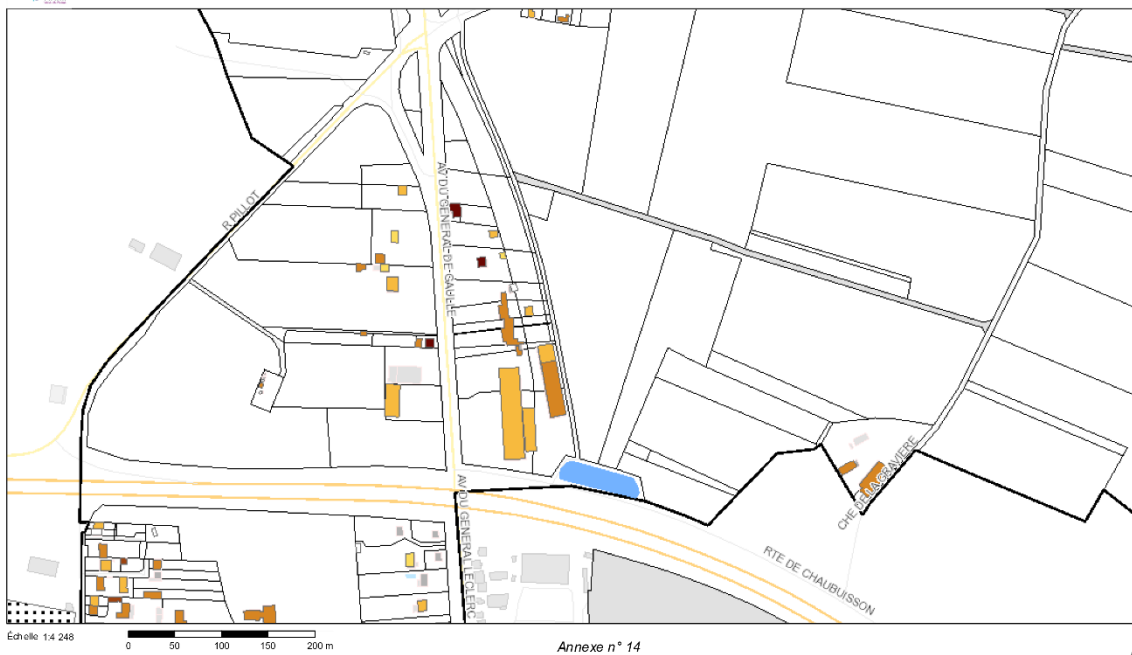 R PILLOT
AV DU GENERAL DE GAULLE
AV DU GENERAL LECLERC
CHE DE LA GRAVIERE
RTE DE CHAUBUISSON
Échelle 1:4 248
0 50 100 150 200 m
Annexe n° 14